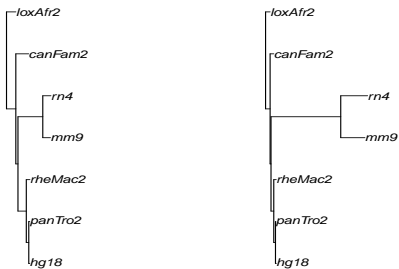 loxAfr2
canFam2
rn4
mm9
rheMac2
panTro2
hg18
loxAfr2
canFam2
rn4
mm9
rheMac2
panTro2
hg18